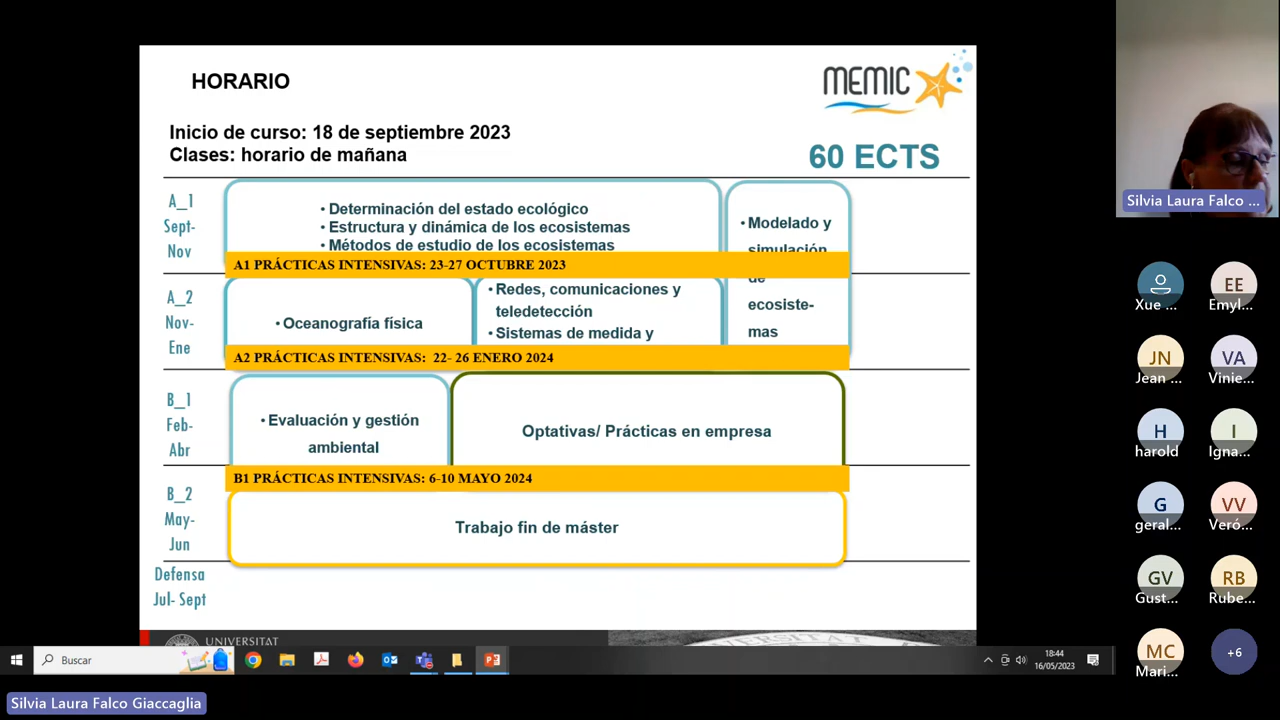 HORARIO
MEMIC
Inicio de curso: 18 de septiembre 2023
Clases: horario de mañana
60 ECTS
A_1
Sept-
Nov
• Determinación del estado ecológico
• Estructura y dinámica de los ecosistemas
• Métodos de estudio de los ecosistemas
• Modelado y
simulación
de
ecosiste-
mas
A1 PRÁCTICAS INTENSIVAS: 23-27 OCTUBRE 2023
A_2
Nov-
Ene
• Oceanografía física
• Redes, comunicaciones y
teledetección
• Sistemas de medida y
A2 PRÁCTICAS INTENSIVAS: 22- 26 ENERO 2024
B_1
Feb-
Abr
• Evaluación y gestión
ambiental
Optativas/ Prácticas en empresa
B1 PRÁCTICAS INTENSIVAS: 6-10 MAYO 2024
B_2
May-
Jun
Trabajo fin de máster
Defensa
Jul- Sept
UNIVERSITAT
Buscar
18:44
16/05/2023
Silvia Laura Falco Giaccaglia
Silvia Laura Falco ...
Xue ...
EE
Emyl...
JN
Jean ...
VA
Vinie...
H
harold
I
Igna...
G
geral...
VV
Veró...
GV
Gust...
RB
Rube...
MC
Mari...
+6